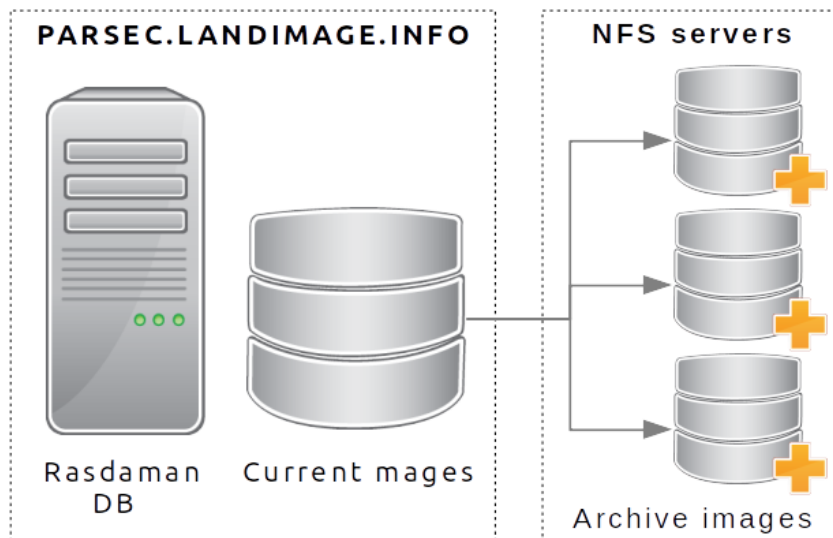 PARSEC.LANDIMAGE.INFO
NFS servers
Rasdaman
DB
Current mages
Archive images